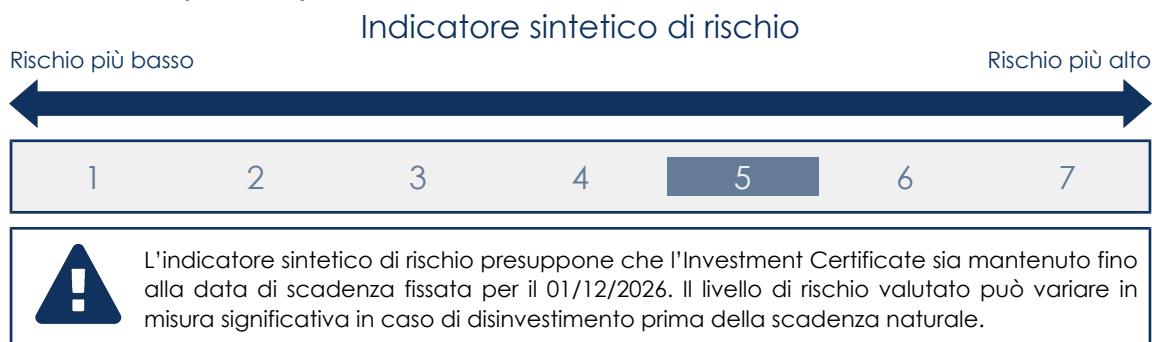 Indicatore sintetico di rischio
Rischio più basso
Rischio più alto
1 2 3 4 5 6 7
L'indicatore sintetico di rischio presuppone che l'Investment Certificate sia mantenuto fino
alla data di scadenza fissata per il 01/12/2026. Il livello di rischio valutato può variare in
misura significativa in caso di disinvestimento prima della scadenza naturale.